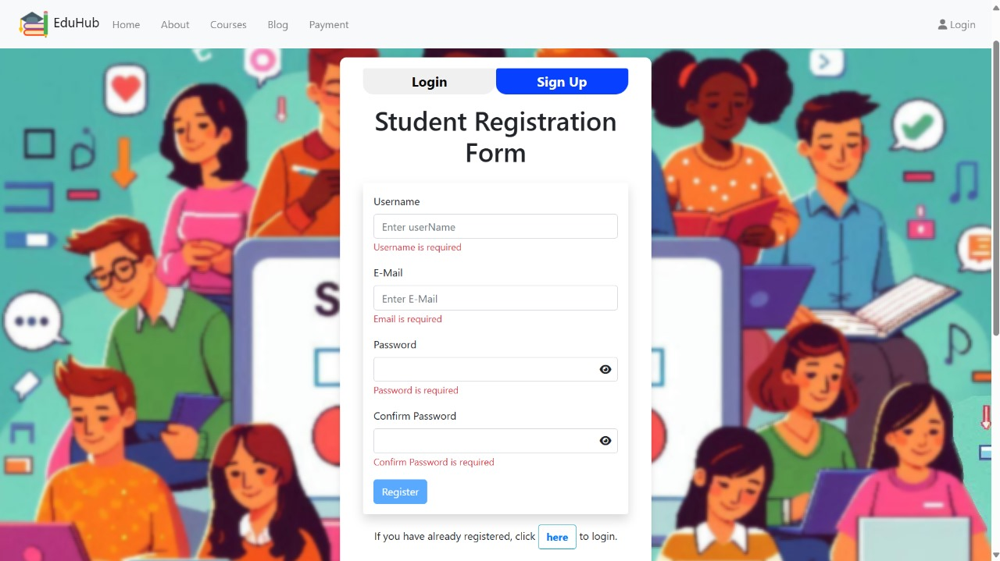 EduHub Home About Courses Blog Payment Login
Login Sign Up
Student Registration
Form
Username
Enter userName
Username is required
E-Mail
Enter E-Mail
Email is required
Password
Password is required
Confirm Password
Confirm Password is required
Register
If you have already registered, click here to login.
S